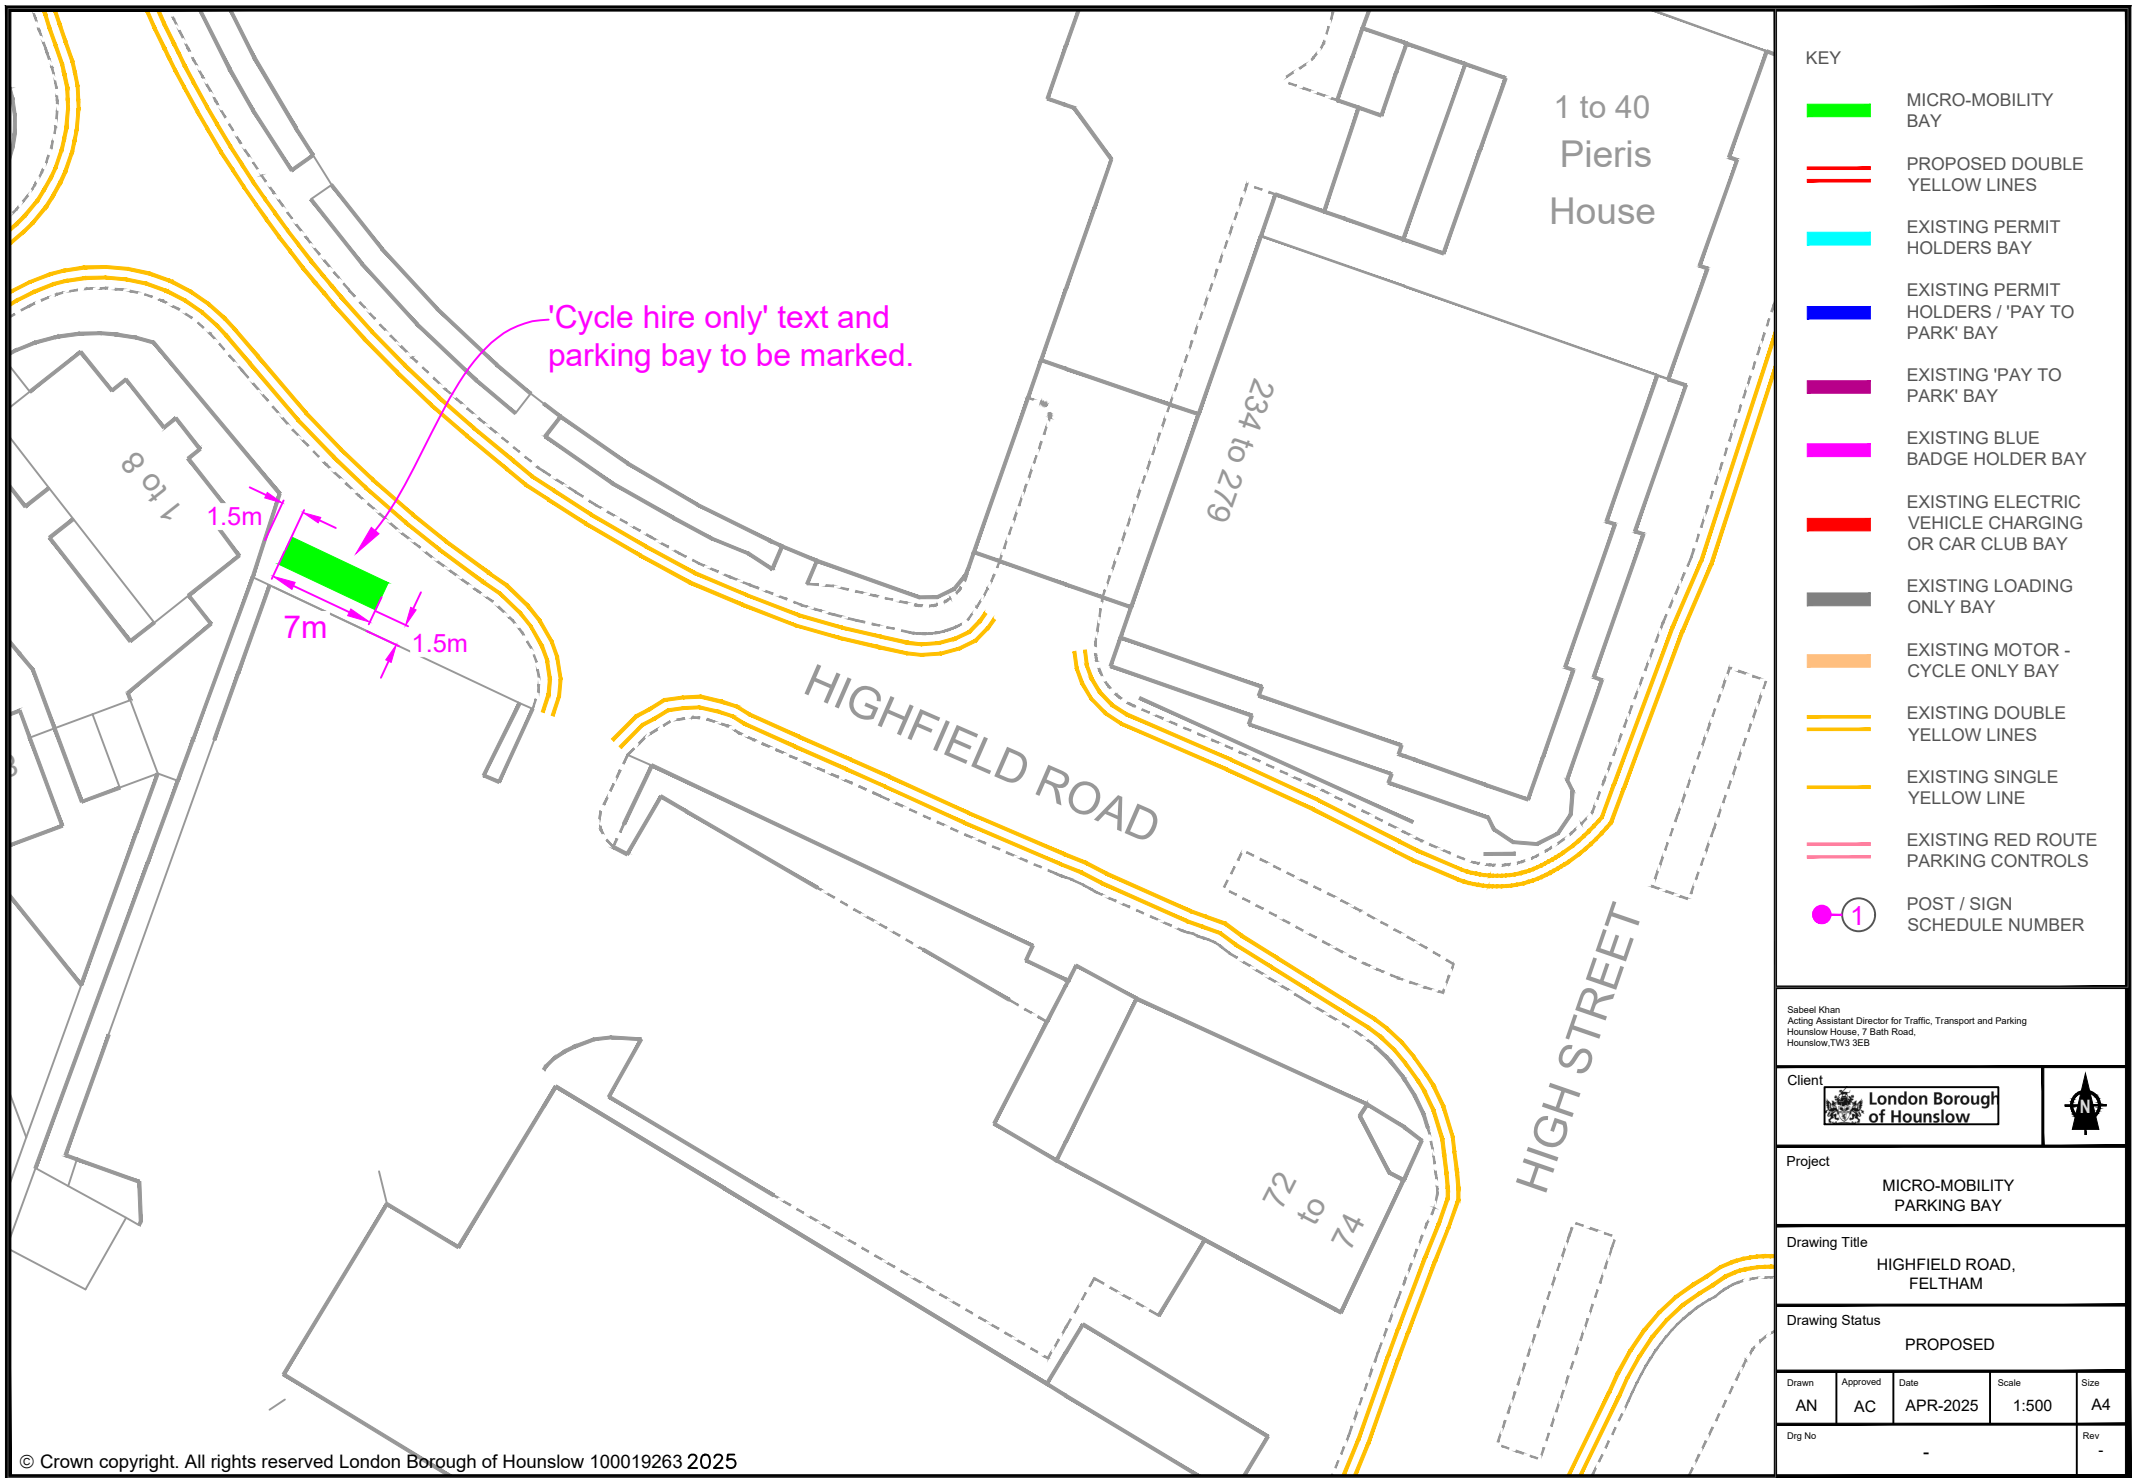 1 to 40
Pieris
House
'Cycle hire only' text and
parking bay to be marked.
234 to 279
1 to 8
1.5m
7m
1.5m
HIGHFIELD ROAD
HIGH STREET
72
to
74
© Crown copyright. All rights reserved London Borough of Hounslow 100019263 2025
KEY
MICRO-MOBILITY
BAY
PROPOSED DOUBLE
YELLOW LINES
EXISTING PERMIT
HOLDERS BAY
EXISTING PERMIT
HOLDERS / 'PAY TO
PARK' BAY
EXISTING 'PAY TO
PARK' BAY
EXISTING BLUE
BADGE HOLDER BAY
EXISTING ELECTRIC
VEHICLE CHARGING
OR CAR CLUB BAY
EXISTING LOADING
ONLY BAY
EXISTING MOTOR -
CYCLE ONLY BAY
EXISTING DOUBLE
YELLOW LINES
EXISTING SINGLE
YELLOW LINE
EXISTING RED ROUTE
PARKING CONTROLS
1
POST / SIGN
SCHEDULE NUMBER
Sabeel Khan
Acting Assistant Director for Traffic, Transport and Parking
Hounslow House, 7 Bath Road,
Hounslow,TW3 3EB
Client
London Borough
of Hounslow
N
Project
MICRO-MOBILITY
PARKING BAY
Drawing Title
HIGHFIELD ROAD,
FELTHAM
Drawing Status
PROPOSED
Drawn Approved Date Scale Size
AN AC APR-2025 1:500 A4
Drg No Rev
- -